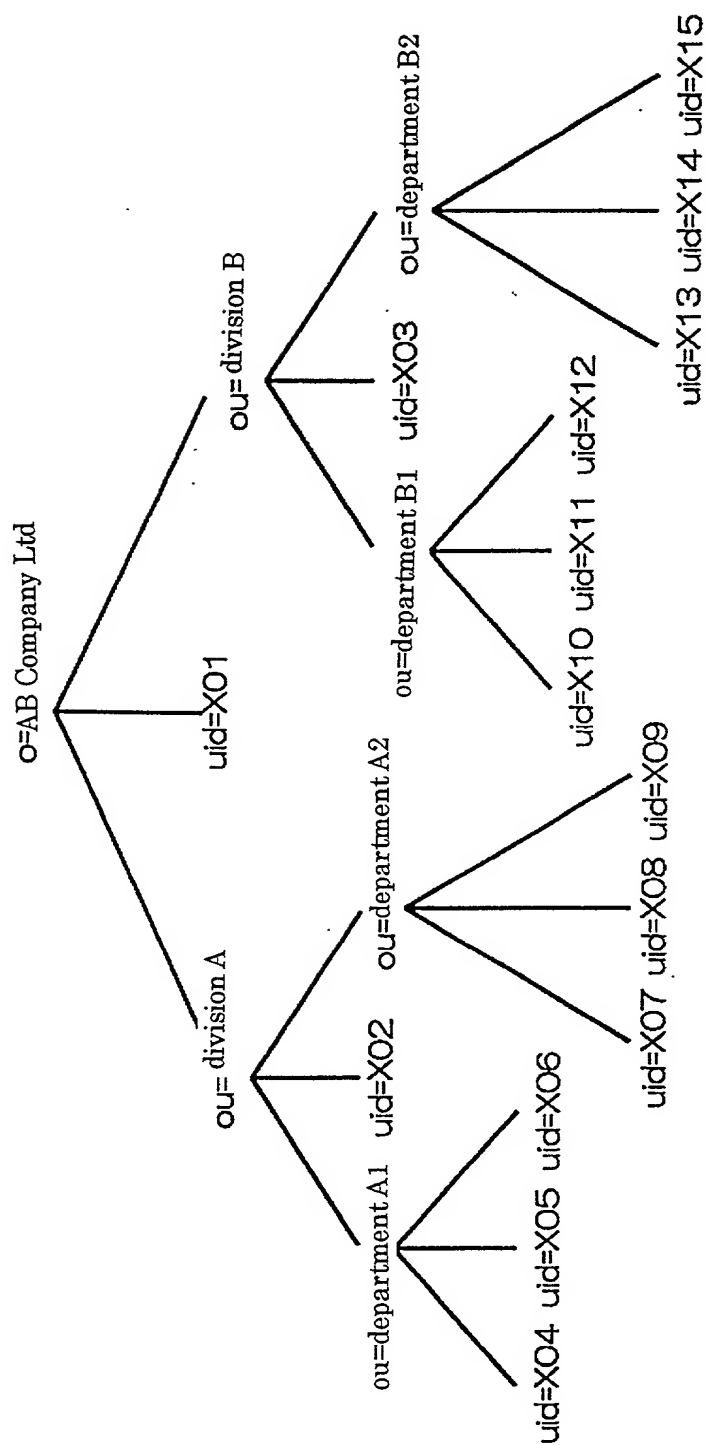 o=AB Company Ltd
ou=division A
uid=X01
ou=division B
ou=department A1
uid=X02
ou=department A2
ou=department B1
uid=X03
ou=department B2
uid=X04 uid=X05 uid=X06
uid=X07 uid=X08 uid=X09
uid=X10 uid=X11 uid=X12
uid=X13 uid=X14 uid=X15